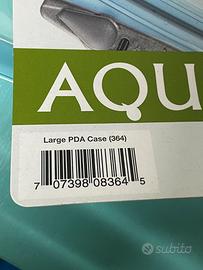 AQU
Large PDA Case (364)
7 07398 08364 5
subito